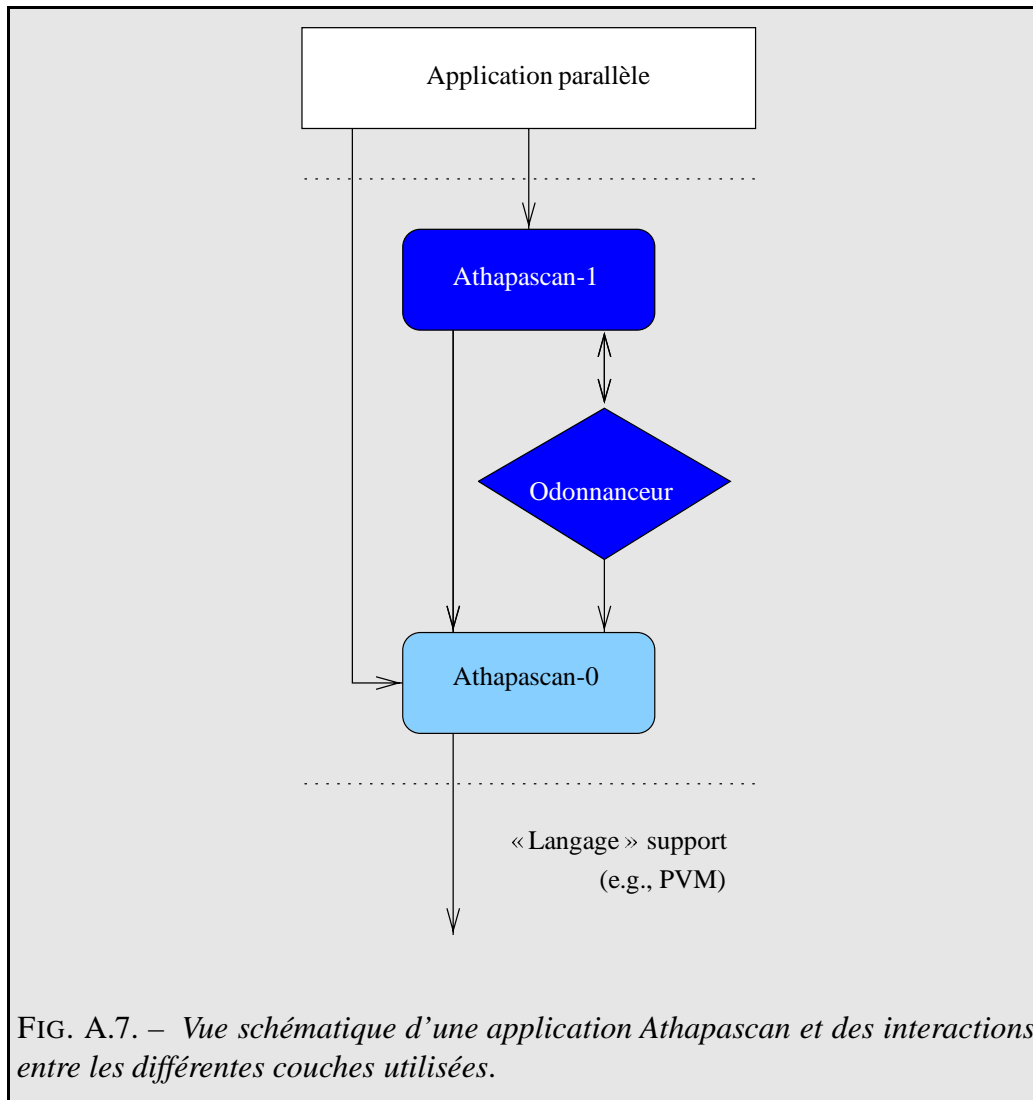 Application parallèle
Athapascan-1
Odonnanceur
Athapascan-0
« Langage » support
(e.g., PVM)
FIG. A.7. – Vue schématique d'une application Athapascan et des interactions
entre les différentes couches utilisées.